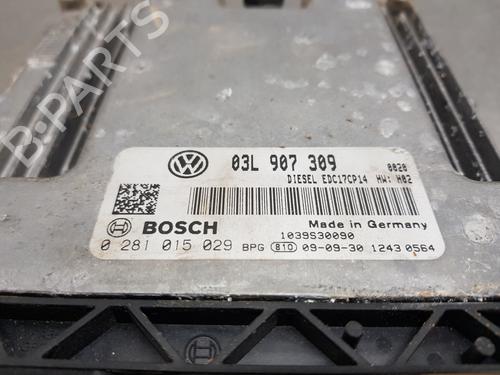 B-PARTS
03L 907 309
0020
DIESEL EDC17CP14 HW: H02
BOSCH
Made in Germany
1039S30090
0 281 015 029 BPG 810 09-09-30 1243 0564